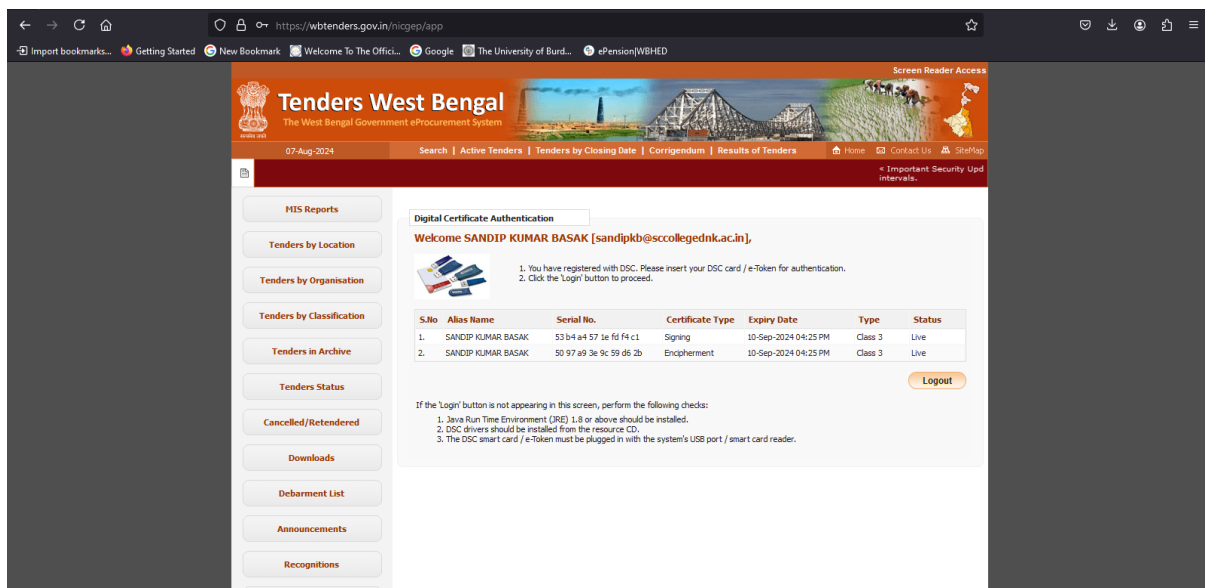 https://wbtenders.gov.in/nicgep/app
Import bookmarks... Getting Started New Bookmark Welcome To The Offici... Google The University of Burd... ePension|WBHED
Screen Reader Access
Tenders West Bengal
The West Bengal Government eProcurement System
07-Aug-2024 Search | Active Tenders | Tenders by Closing Date | Corrigendum | Results of Tenders Home Contact Us SiteMap
« Important Security Upd
intervals.
MIS Reports
Tenders by Location
Tenders by Organisation
Tenders by Classification
Tenders in Archive
Tenders Status
Cancelled/Retendered
Downloads
Debarment List
Announcements
Recognitions
Digital Certificate Authentication
Welcome SANDIP KUMAR BASAK [sandipkb@sccollegednk.ac.in],
1. You have registered with DSC. Please insert your DSC card / e-Token for authentication.
2. Click the 'Login' button to proceed.
S.No Alias Name Serial No. Certificate Type Expiry Date Type Status
1. SANDIP KUMAR BASAK 53 b4 a4 57 1e fd f4 c1 Signing 10-Sep-2024 04:25 PM Class 3 Live
2. SANDIP KUMAR BASAK 50 97 a9 3e 9c 59 d6 2b Encipherment 10-Sep-2024 04:25 PM Class 3 Live
Logout
If the 'Login' button is not appearing in this screen, perform the following checks:
1. Java Run Time Environment (JRE) 1.8 or above should be installed.
2. DSC drivers should be installed from the resource CD.
3. The DSC smart card / e-Token must be plugged in with the system's USB port / smart card reader.